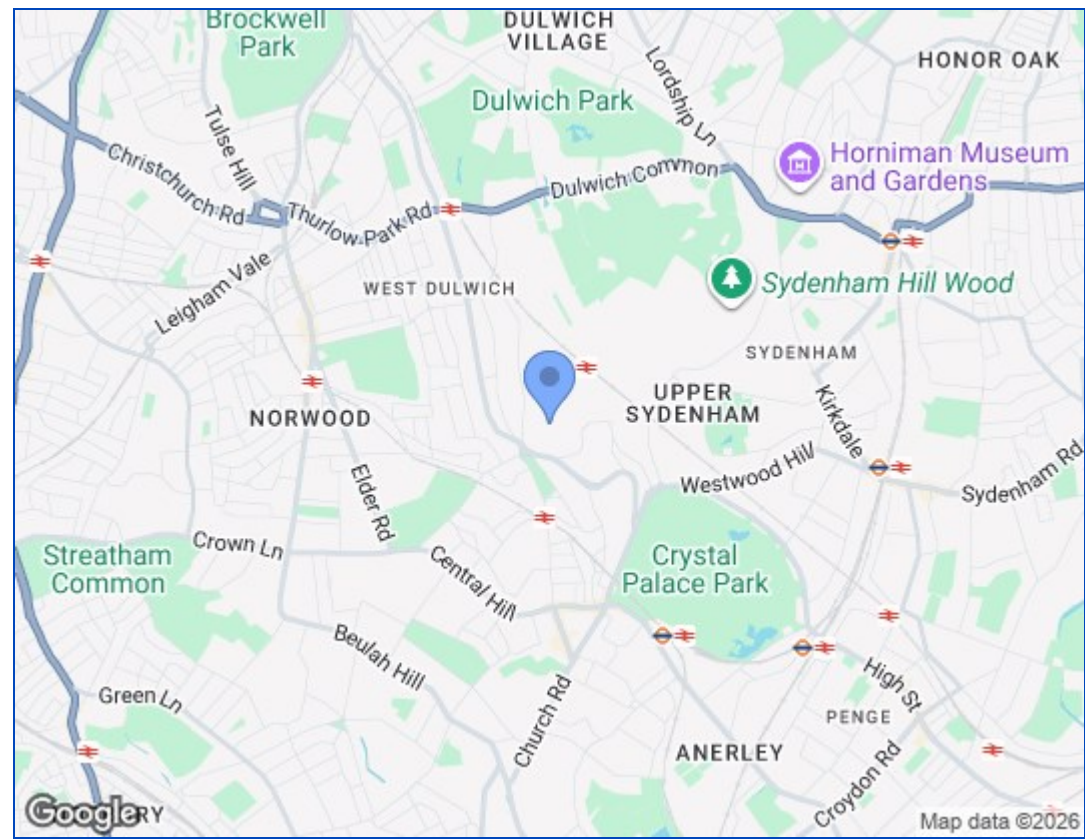 Brockwell
Park
DULWICH
VILLAGE
HONOR OAK
Lordship Ln
Dulwich Park
Tulse Hill
Horniman Museum
and Gardens
Christchurch Rd
Dulwich Common
Thurlow Park Rd
Leigham Vale
WEST DULWICH
Sydenham Hill Wood
SYDENHAM
UPPER
SYDENHAM
NORWOOD
Kirkdale
Westwood Hill
Sydenham Rd
Elder Rd
Crown Ln
Streatham
Common
Central Hill
Crystal
Palace Park
Beulah Hill
High St
Green Ln
Church Rd
PENGE
ANERLEY
Croydon Rd
Google
Map data ©2026